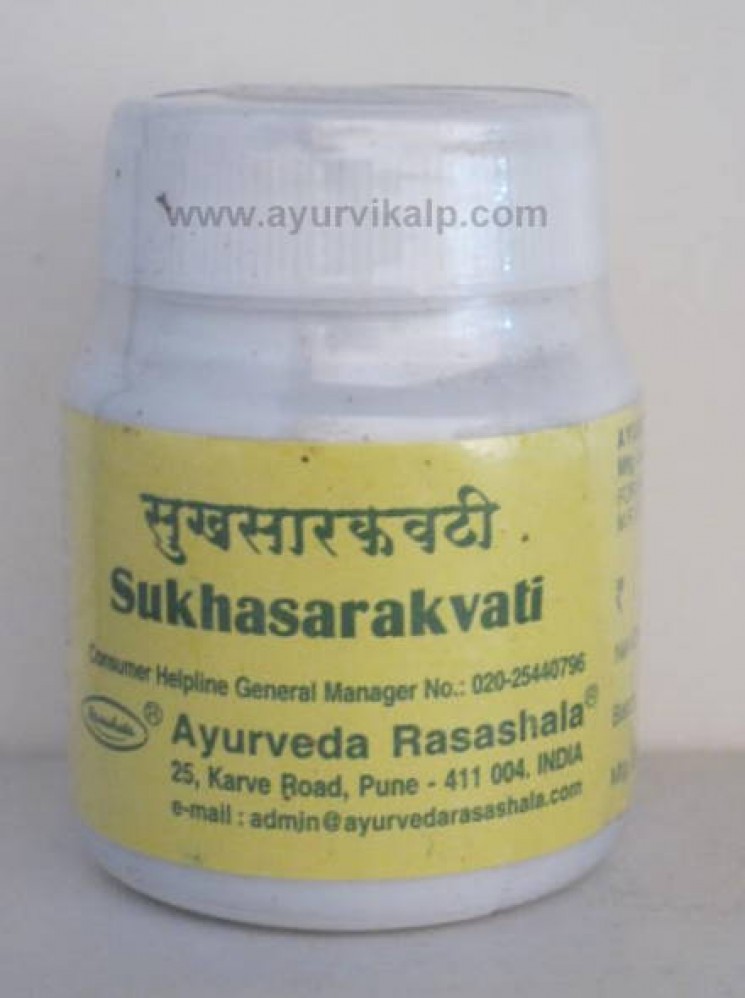 www.ayurvikalp.com
सुखसारकवटी
Sukhasarakvati
Consumer Helpline General Manager No.: 020-25440796
Rasashala ®
Ayurveda Rasashala®
25, Karve Road, Pune - 411 004. INDIA
e-mail : admin@ayurvedarasashala.com
₹